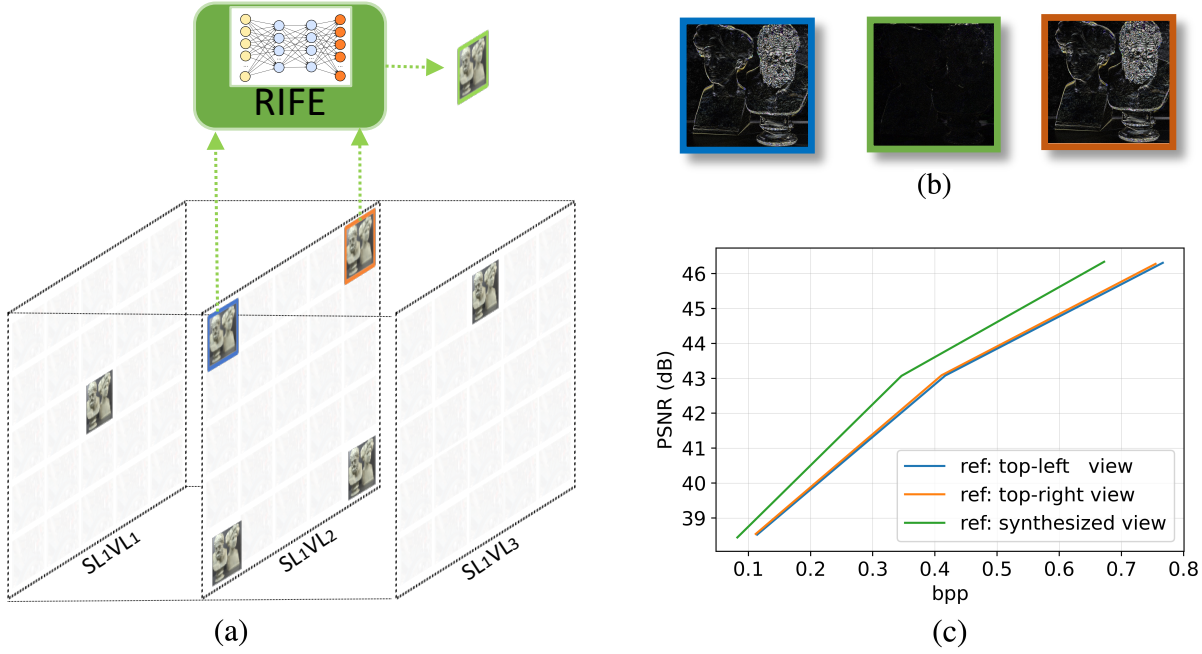 RIFE
SL1VL1
SL1VL2
SL1VL3
(a)
(b)
PSNR (dB)
46
45
44
43
42
41
40
39
ref: top-left view
ref: top-right view
ref: synthesized view
0.1 0.2 0.3 0.4 0.5 0.6 0.7 0.8
bpp
(c)